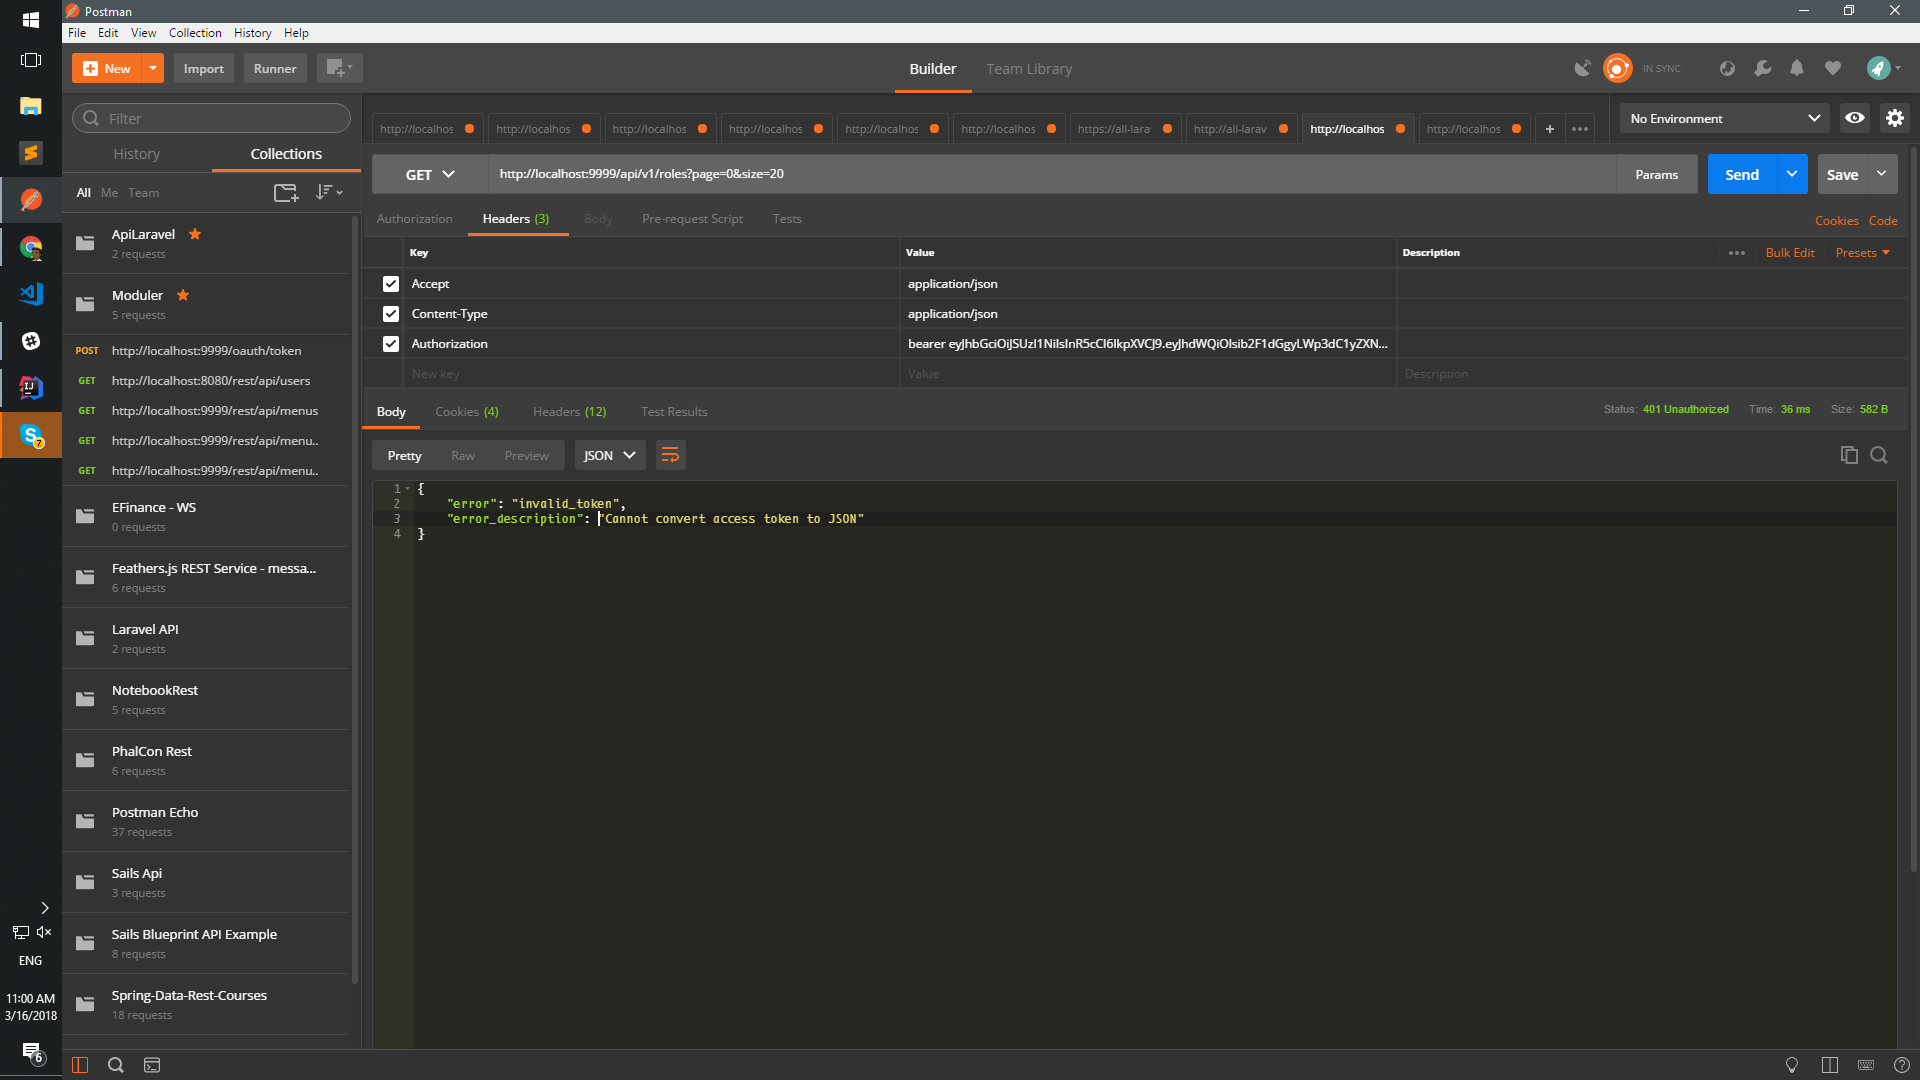 Postman
File Edit View Collection History Help
New Import Runner Builder Team Library IN SYNC
Filter
History Collections
All Me Team
ApiLaravel
2 requests
Moduler
5 requests
POST http://localhost:9999/oauth/token
GET http://localhost:8080/rest/api/users
GET http://localhost:9999/rest/api/menus
GET http://localhost:9999/rest/api/menu..
GET http://localhost:9999/rest/api/menu..
EFinance - WS
0 requests
Feathers.js REST Service - messa...
6 requests
Laravel API
2 requests
NotebookRest
5 requests
PhalCon Rest
6 requests
Postman Echo
37 requests
Sails Api
3 requests
Sails Blueprint API Example
8 requests
Spring-Data-Rest-Courses
18 requests
http://localhos http://localhos http://localhos http://localhos http://localhos http://localhos https://all-lara http://all-larav http://localhos http://localhos
No Environment
GET http://localhost:9999/api/v1/roles?page=0&size=20 Params Send Save
Authorization Headers (3) Body Pre-request Script Tests Cookies Code
Key Value Description Bulk Edit Presets
Accept application/json
Content-Type application/json
Authorization bearer eyJhbGciOiJSUzI1NiIsInR5cCI6IkpXVCJ9.eyJhdWQiOlsib2F1dGgyLWp3dC1yZXN...
New key Value Description
Body Cookies (4) Headers (12) Test Results Status: 401 Unauthorized Time: 36 ms Size: 582 B
Pretty Raw Preview JSON
1 {
2 "error": "invalid_token",
3 "error_description": "Cannot convert access token to JSON"
4 }
7
ENG
11:00 AM
3/16/2018
6